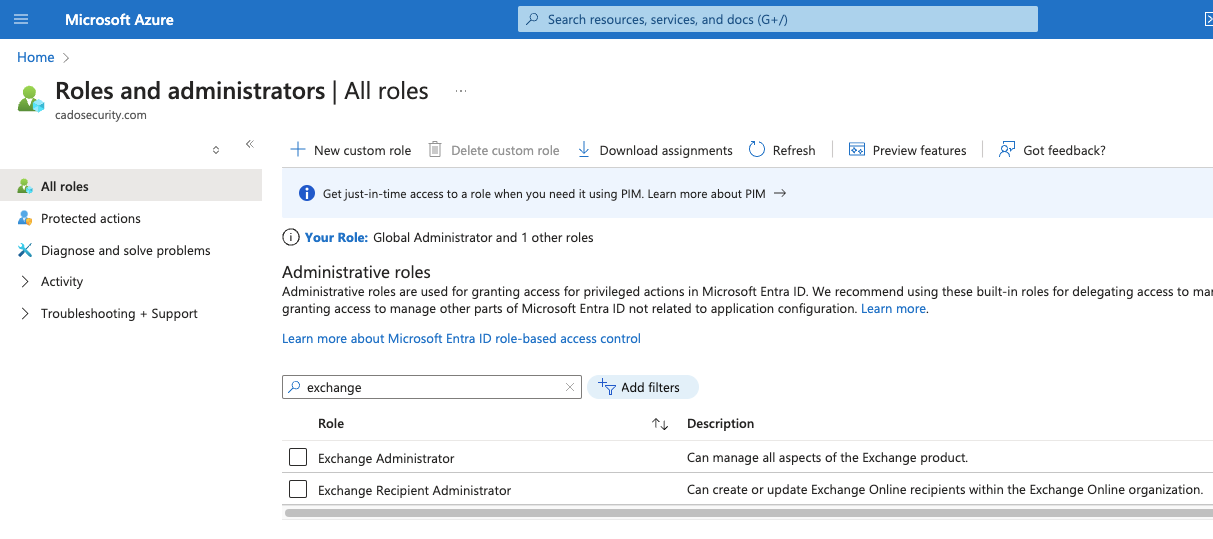 Microsoft Azure
Search resources, services, and docs (G+/)
Home
Roles and administrators | All roles
cadosecurity.com
New custom role
Delete custom role
Download assignments
Refresh
Preview features
Got feedback?
All roles
Protected actions
Diagnose and solve problems
Activity
Troubleshooting + Support
Get just-in-time access to a role when you need it using PIM. Learn more about PIM
Your Role: Global Administrator and 1 other roles
Administrative roles
Administrative roles are used for granting access for privileged actions in Microsoft Entra ID. We recommend using these built-in roles for delegating access to
granting access to manage other parts of Microsoft Entra ID not related to application configuration. Learn more.
Learn more about Microsoft Entra ID role-based access control
exchange
Add filters
Role
Description
Exchange Administrator
Can manage all aspects of the Exchange product.
Exchange Recipient Administrator
Can create or update Exchange Online recipients within the Exchange Online organization.